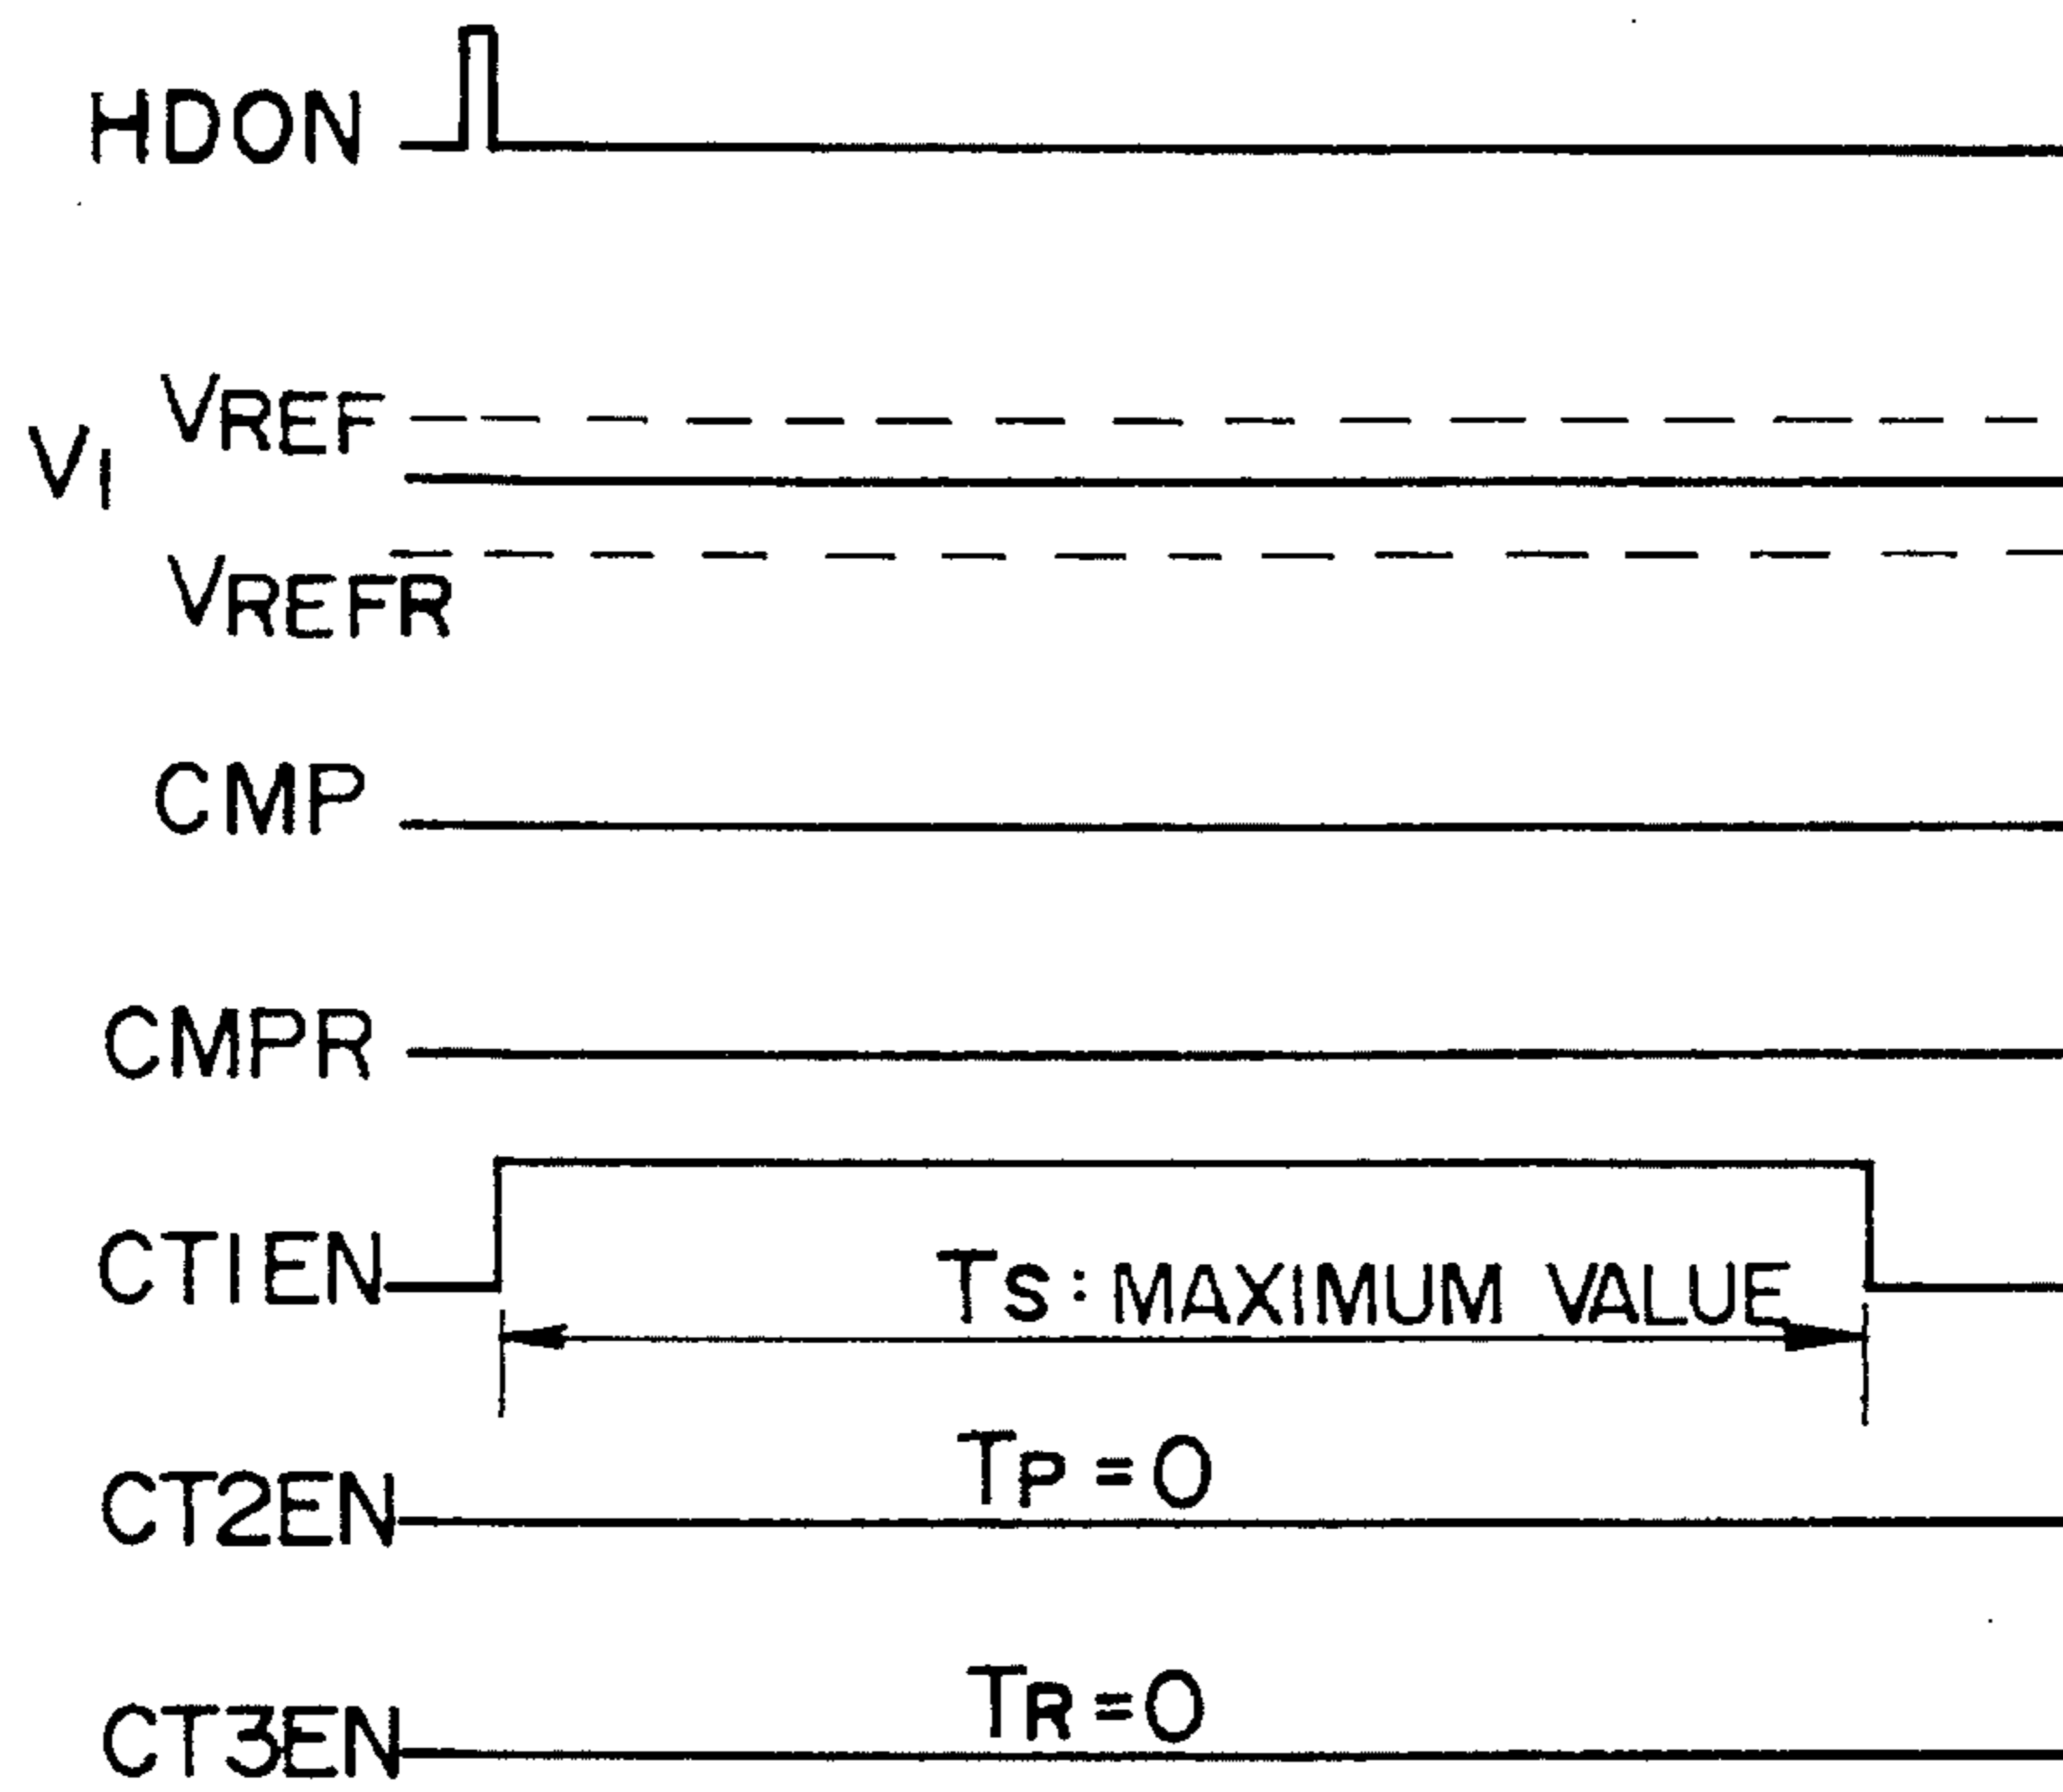 HDON
VREF
V1
VREFR
CMP
CMPR
CT1EN
TS: MAXIMUM VALUE
TP=0
CT2EN
TR=0
CT3EN